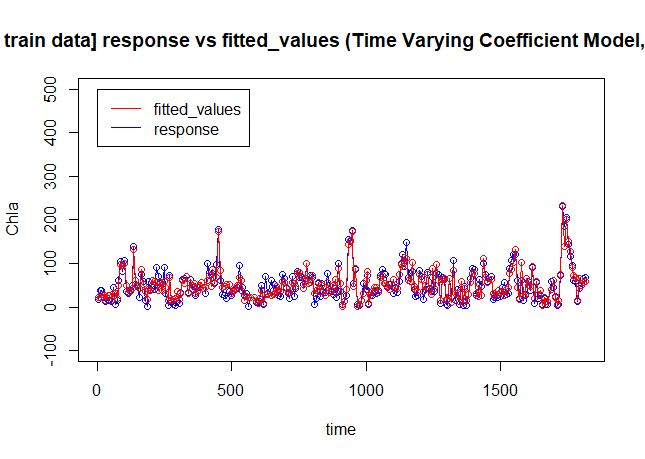 train data] response vs fitted_values (Time Varying Coefficient Model,
500
400
300
200
100
0
-100
Chla
fitted_values
response
0
500
1000
1500
time